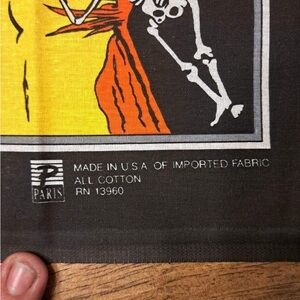 P
PARIS
MADE IN U.S.A. OF IMPORTED FABRIC
ALL COTTON
RN 13960